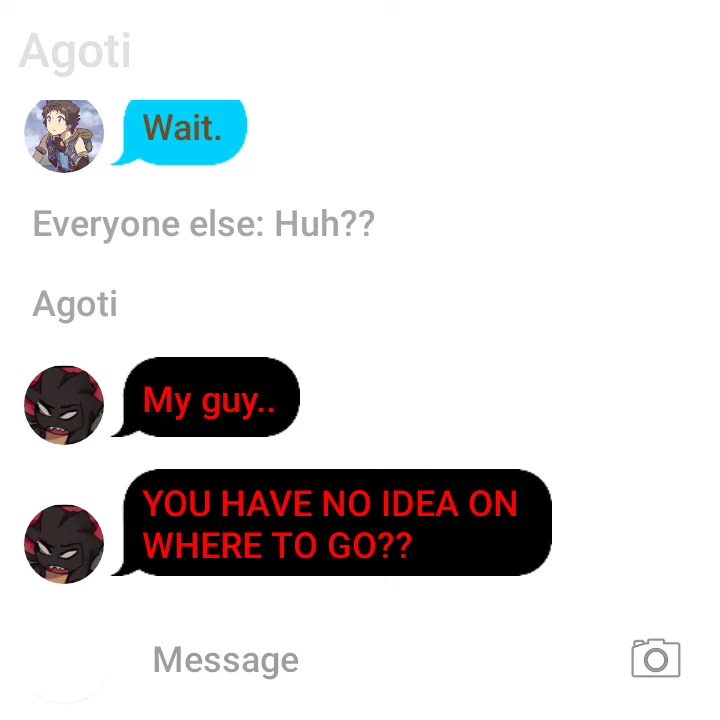 Agoti
Wait.
Everyone else: Huh??
Agoti
My guy..
YOU HAVE NO IDEA ON
WHERE TO GO??
Message